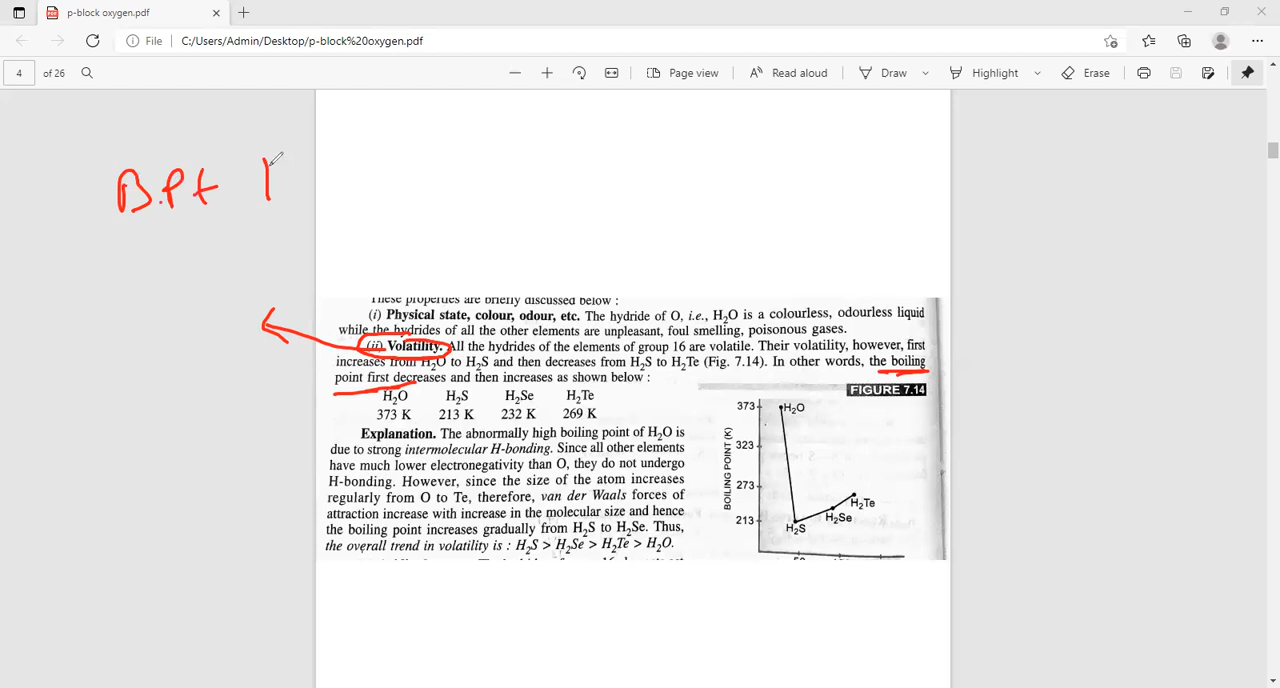 p-block oxygen.pdf
File C:/Users/Admin/Desktop/p-block%20oxygen.pdf
4 of 26 Page view Read aloud Draw Highlight Erase
B.Pt
These properties are briefly discussed below :
(i) Physical state, colour, odour, etc. The hydride of O, i.e., H₂O is a colourless, odourless liquid
while the hydrides of all the other elements are unpleasant, foul smelling, poisonous gases.
(ii) Volatility. All the hydrides of the elements of group 16 are volatile. Their volatility, however, first
increases from H₂O to H₂S and then decreases from H₂S to H₂Te (Fig. 7.14). In other words, the boiling
point first decreases and then increases as shown below :
H₂O H₂S H₂Se H₂Te
373 K 213 K 232 K 269 K
Explanation. The abnormally high boiling point of H₂O is
due to strong intermolecular H-bonding. Since all other elements
have much lower electronegativity than O, they do not undergo
H-bonding. However, since the size of the atom increases
regularly from O to Te, therefore, van der Waals forces of
attraction increase with increase in the molecular size and hence
the boiling point increases gradually from H₂S to H₂Se. Thus,
the overall trend in volatility is : H₂S > H₂Se > H₂Te > H₂O.
FIGURE 7.14
BOILING POINT (K)
373
323
273
213
H₂O
H₂S
H₂Se
H₂Te